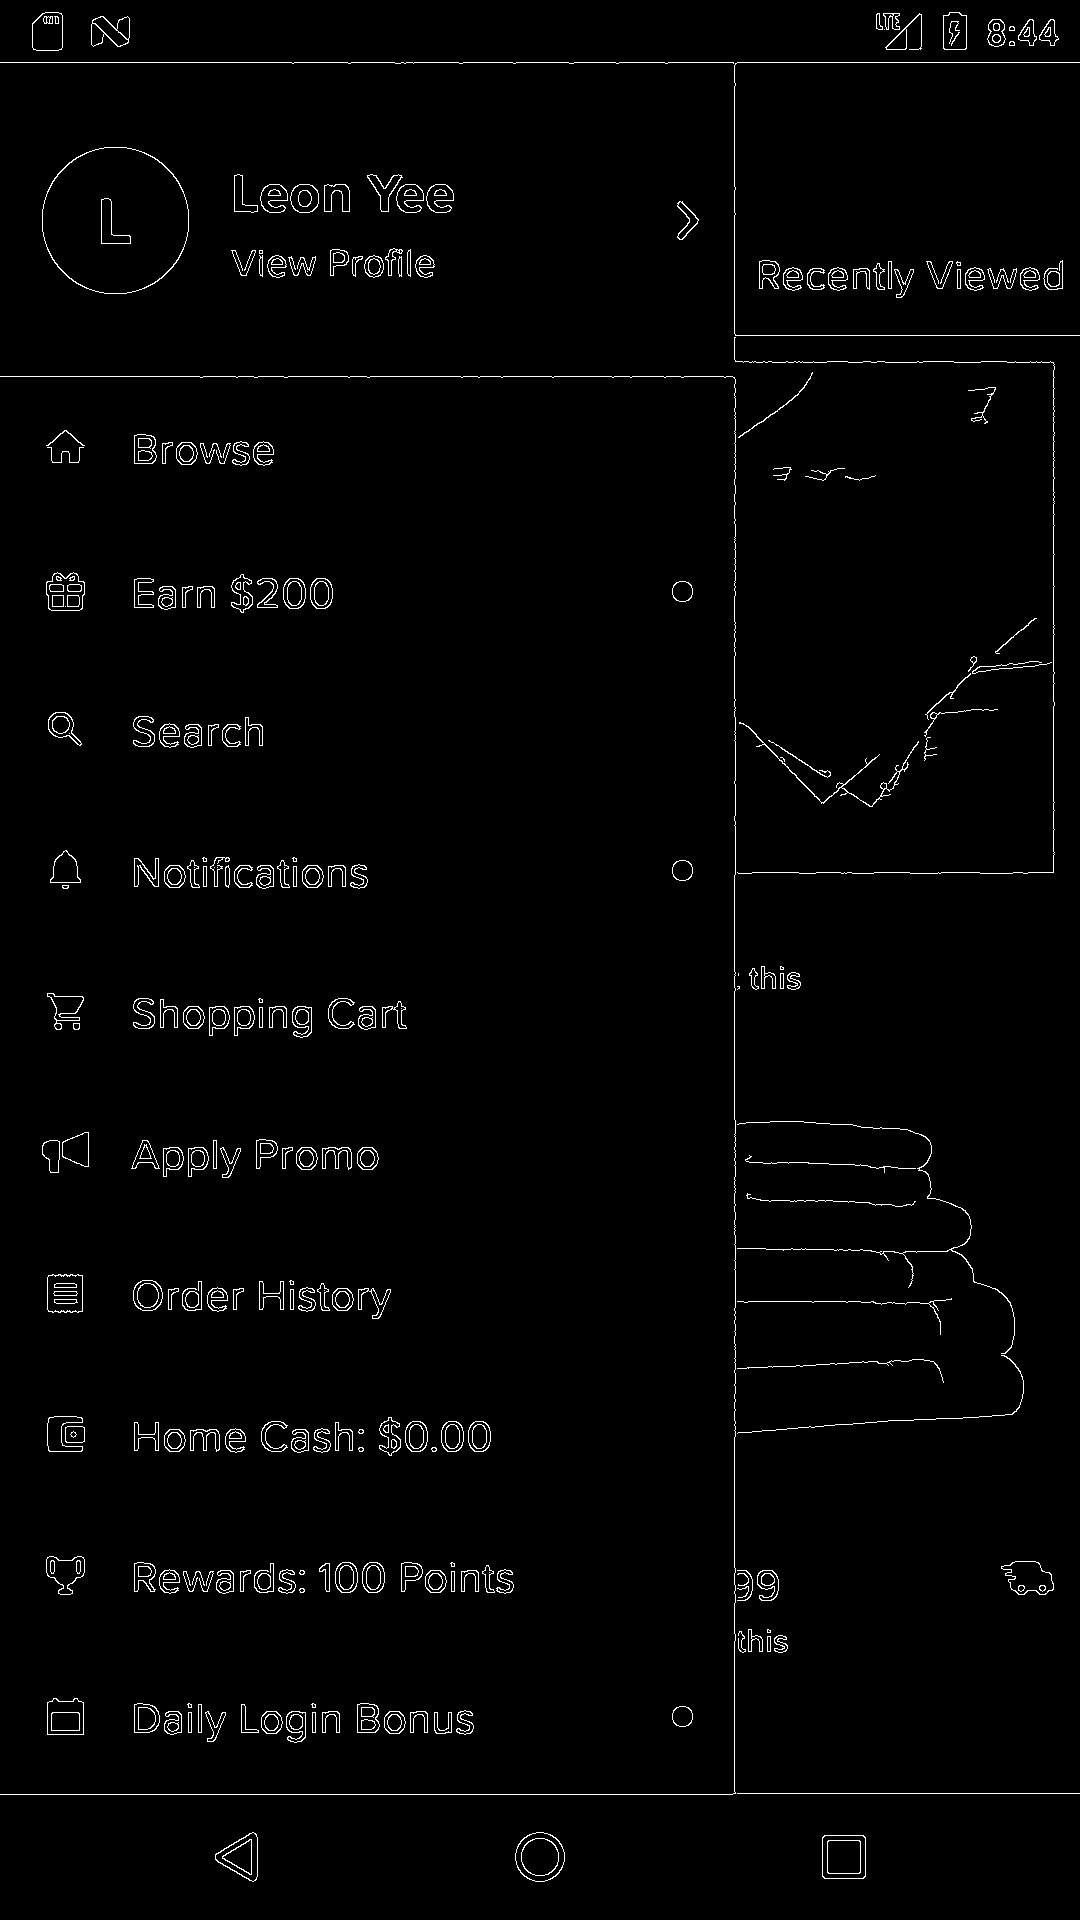 LTE 8:44
L
Leon Yee
View Profile
Recently Viewed
Browse
Earn $200
Search
Notifications
this
Shopping Cart
Apply Promo
Order History
Home Cash: $0.00
Rewards: 100 Points
99
this
Daily Login Bonus